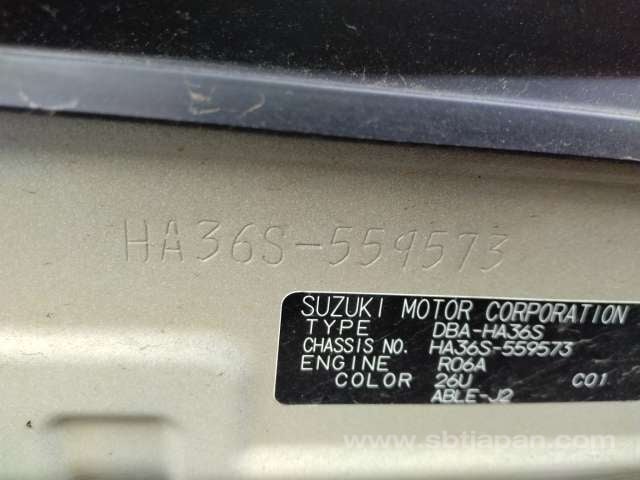 HA36S-559573
SUZUKI MOTOR CORPORATION
TYPE DBA-HA36S
CHASSIS NO. HA36S-559573
ENGINE R06A
COLOR 26U C01
ABLE-J2
www.sbtjapan.com